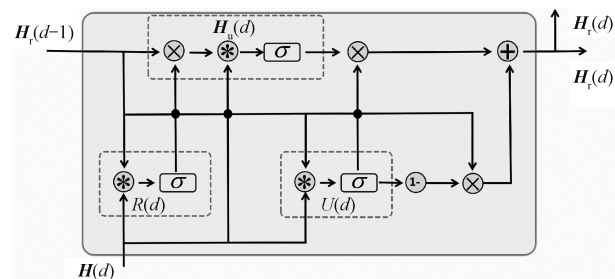 H_r(d)
H_r(d−1)
H_u(d)
σ
H_r(d)
σ
σ
1-
R(d)
U(d)
H(d)